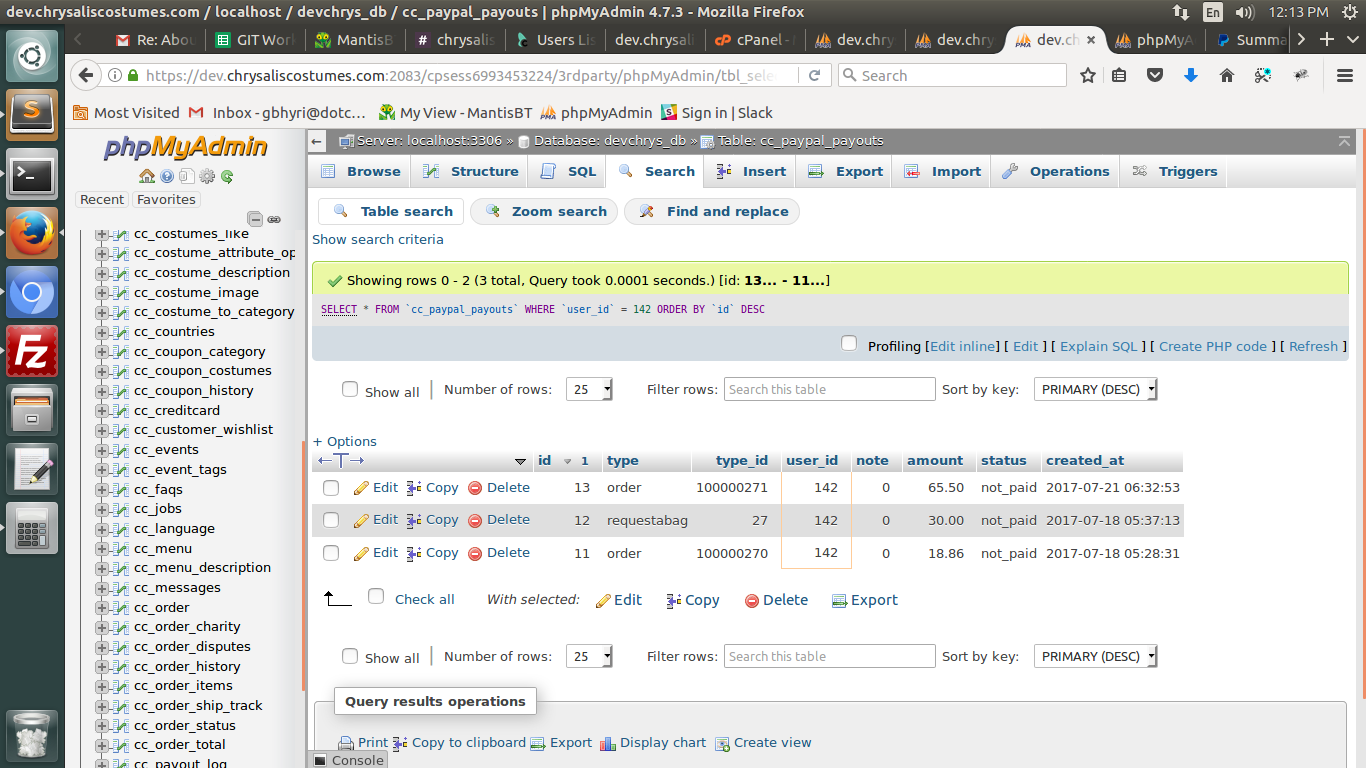 dev.chrysaliscostumes.com / localhost / devchrys_db / cc_paypal_payouts | phpMyAdmin 4.7.3 - Mozilla Firefox En 12:13 PM
Re: Abou GIT Work MantisB chrysalis Users Lis dev.chrysali cPanel - dev.chry dev.chry dev.ch phpMyA Summa
https://dev.chrysaliscostumes.com:2083/cpsess6993453224/3rdparty/phpMyAdmin/tbl_sele Search
Most Visited Inbox - gbhyri@dotc... My View - MantisBT phpMyAdmin Sign in | Slack
phpMyAdmin
Recent Favorites
cc_costumes_like
cc_costume_attribute_op
cc_costume_description
cc_costume_image
cc_costume_to_category
cc_countries
cc_coupon_category
cc_coupon_costumes
cc_coupon_history
cc_creditcard
cc_customer_wishlist
cc_events
cc_event_tags
cc_faqs
cc_jobs
cc_language
cc_menu
cc_menu_description
cc_messages
cc_order
cc_order_charity
cc_order_disputes
cc_order_history
cc_order_items
cc_order_ship_track
cc_order_status
cc_order_total
cc_payout_log
Server: localhost:3306 » Database: devchrys_db » Table: cc_paypal_payouts
Browse Structure SQL Search Insert Export Import Operations Triggers
Table search Zoom search Find and replace
Show search criteria
Showing rows 0 - 2 (3 total, Query took 0.0001 seconds.) [id: 13... - 11...]
SELECT * FROM `cc_paypal_payouts` WHERE `user_id` = 142 ORDER BY `id` DESC
Profiling [Edit inline] [ Edit ] [ Explain SQL ] [ Create PHP code ] [ Refresh ]
Show all | Number of rows: 25 Filter rows: Search this table Sort by key: PRIMARY (DESC)
+ Options
←T→ id 1 type type_id user_id note amount status created_at
Edit Copy Delete 13 order 100000271 142 0 65.50 not_paid 2017-07-21 06:32:53
Edit Copy Delete 12 requestabag 27 142 0 30.00 not_paid 2017-07-18 05:37:13
Edit Copy Delete 11 order 100000270 142 0 18.86 not_paid 2017-07-18 05:28:31
Check all With selected: Edit Copy Delete Export
Show all | Number of rows: 25 Filter rows: Search this table Sort by key: PRIMARY (DESC)
Query results operations
Print Copy to clipboard Export Display chart Create view
Console